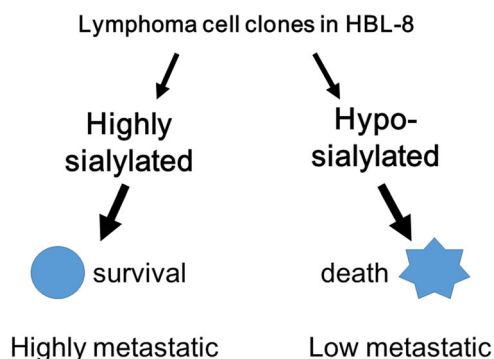 Lymphoma cell clones in HBL-8
Highly
sialylated
Hypo-
sialylated
survival
death
Highly metastatic
Low metastatic